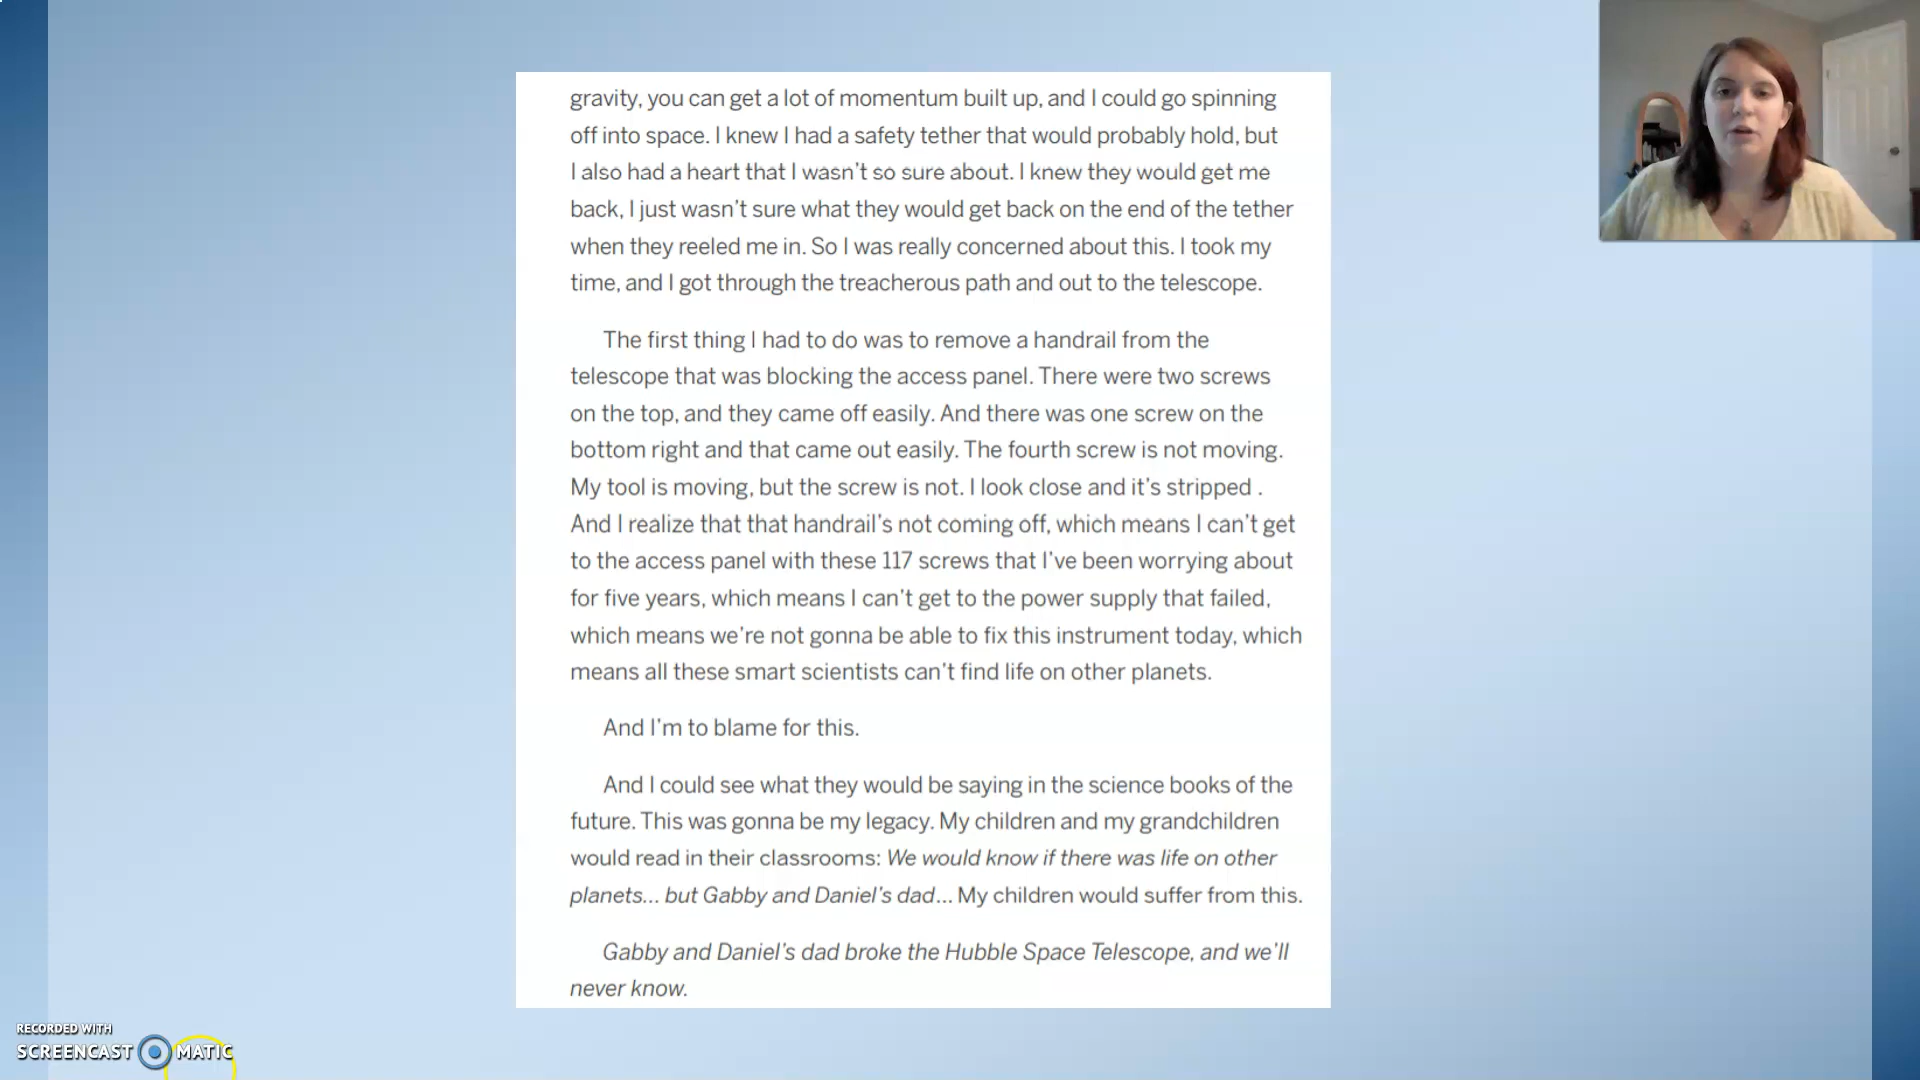 gravity, you can get a lot of momentum built up, and I could go spinning
off into space. I knew I had a safety tether that would probably hold, but
I also had a heart that I wasn't so sure about. I knew they would get me
back, I just wasn't sure what they would get back on the end of the tether
when they reeled me in. So I was really concerned about this. I took my
time, and I got through the treacherous path and out to the telescope.
The first thing I had to do was to remove a handrail from the
telescope that was blocking the access panel. There were two screws
on the top, and they came off easily. And there was one screw on the
bottom right and that came out easily. The fourth screw is not moving.
My tool is moving, but the screw is not. I look close and it's stripped .
And I realize that that handrail's not coming off, which means I can't get
to the access panel with these 117 screws that I've been worrying about
for five years, which means I can't get to the power supply that failed,
which means we're not gonna be able to fix this instrument today, which
means all these smart scientists can't find life on other planets.
And I'm to blame for this.
And I could see what they would be saying in the science books of the
future. This was gonna be my legacy. My children and my grandchildren
would read in their classrooms: We would know if there was life on other
planets… but Gabby and Daniel's dad… My children would suffer from this.
Gabby and Daniel's dad broke the Hubble Space Telescope, and we'll
never know.
RECORDED WITH
SCREENCAST MATIC